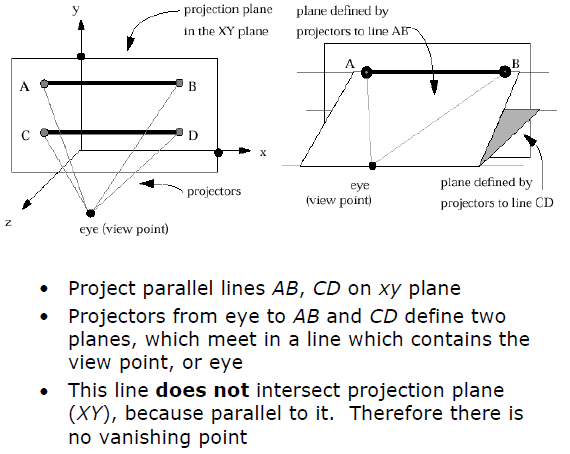 y
projection plane
in the XY plane
A
B
C
D
x
projectors
z
eye (view point)
plane defined by
projectors to line AB
A
B
eye
(view point)
plane defined by
projectors to line CD
• Project parallel lines AB, CD on xy plane
• Projectors from eye to AB and CD define two
planes, which meet in a line which contains the
view point, or eye
• This line does not intersect projection plane
(XY), because parallel to it. Therefore there is
no vanishing point